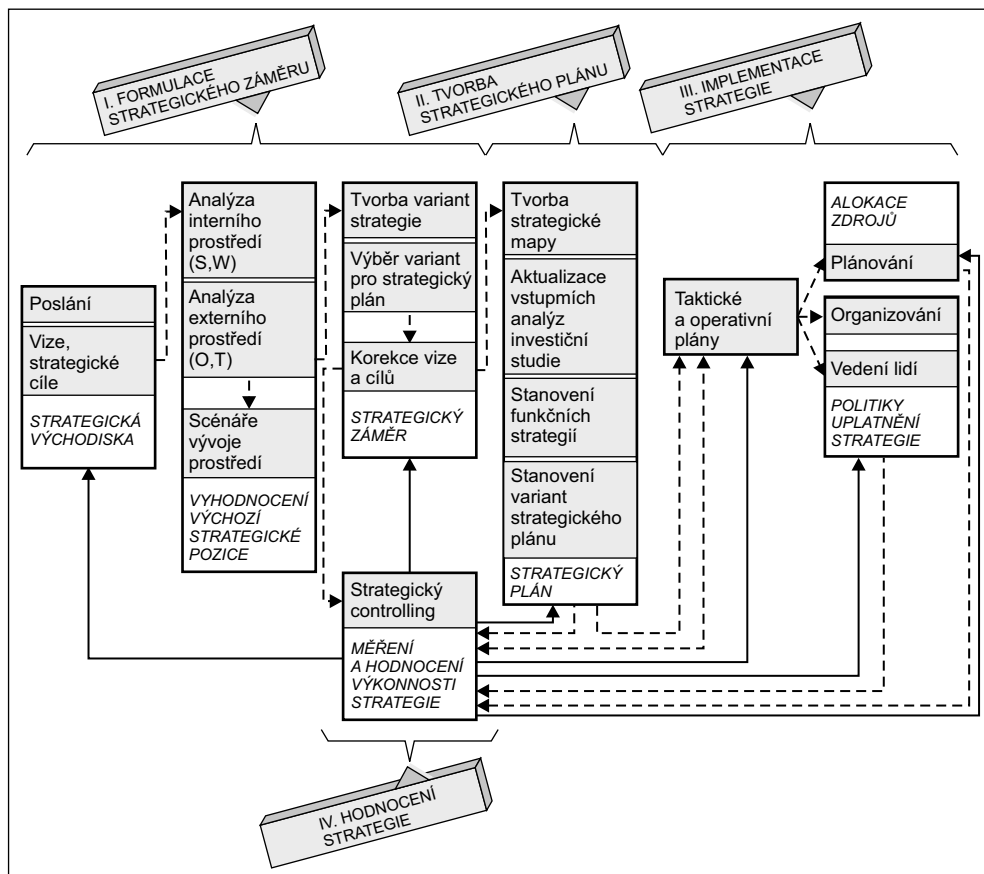 I. FORMULACE
STRATEGICKÉHO ZÁMĚRU
II. TVORBA
STRATEGICKÉHO PLÁNU
III. IMPLEMENTACE
STRATEGIE
Poslání
Vize,
strategické
cíle
STRATEGICKÁ
VÝCHODISKA
Analýza
interního
prostředí
(S,W)
Analýza
externího
prostředí
(O,T)
Scénáře
vývoje
prostředí
VYHODNOCENÍ
VÝCHOZÍ
STRATEGICKÉ
POZICE
Tvorba variant
strategie
Výběr variant
pro strategický
plán
Korekce vize
a cílů
STRATEGICKÝ
ZÁMĚR
Tvorba
strategické
mapy
Aktualizace
vstupmích
analýz
investiční
studie
Stanovení
funkčních
strategií
Stanovení
variant
strategického
plánu
STRATEGICKÝ
PLÁN
Taktické
a operativní
plány
ALOKACE
ZDROJŮ
Plánování
Organizování
Vedení lidí
POLITIKY
UPLATNĚNÍ
STRATEGIE
Strategický
controlling
MĚŘENÍ
A HODNOCENÍ
VÝKONNOSTI
STRATEGIE
IV. HODNOCENÍ
STRATEGIE